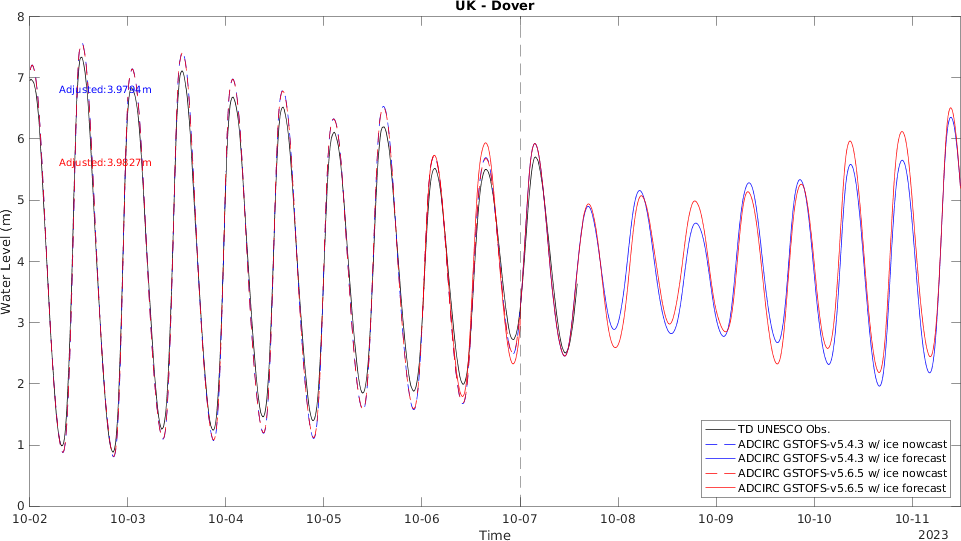 UK - Dover
8
7
6
5
4
3
2
1
0
Water Level (m)
Adjusted:3.9794m
Adjusted:3.9827m
TD UNESCO Obs.
ADCIRC GSTOFS-v5.4.3 w/ ice nowcast
ADCIRC GSTOFS-v5.4.3 w/ ice forecast
ADCIRC GSTOFS-v5.6.5 w/ ice nowcast
ADCIRC GSTOFS-v5.6.5 w/ ice forecast
10-02 10-03 10-04 10-05 10-06 10-07 10-08 10-09 10-10 10-11
Time
2023